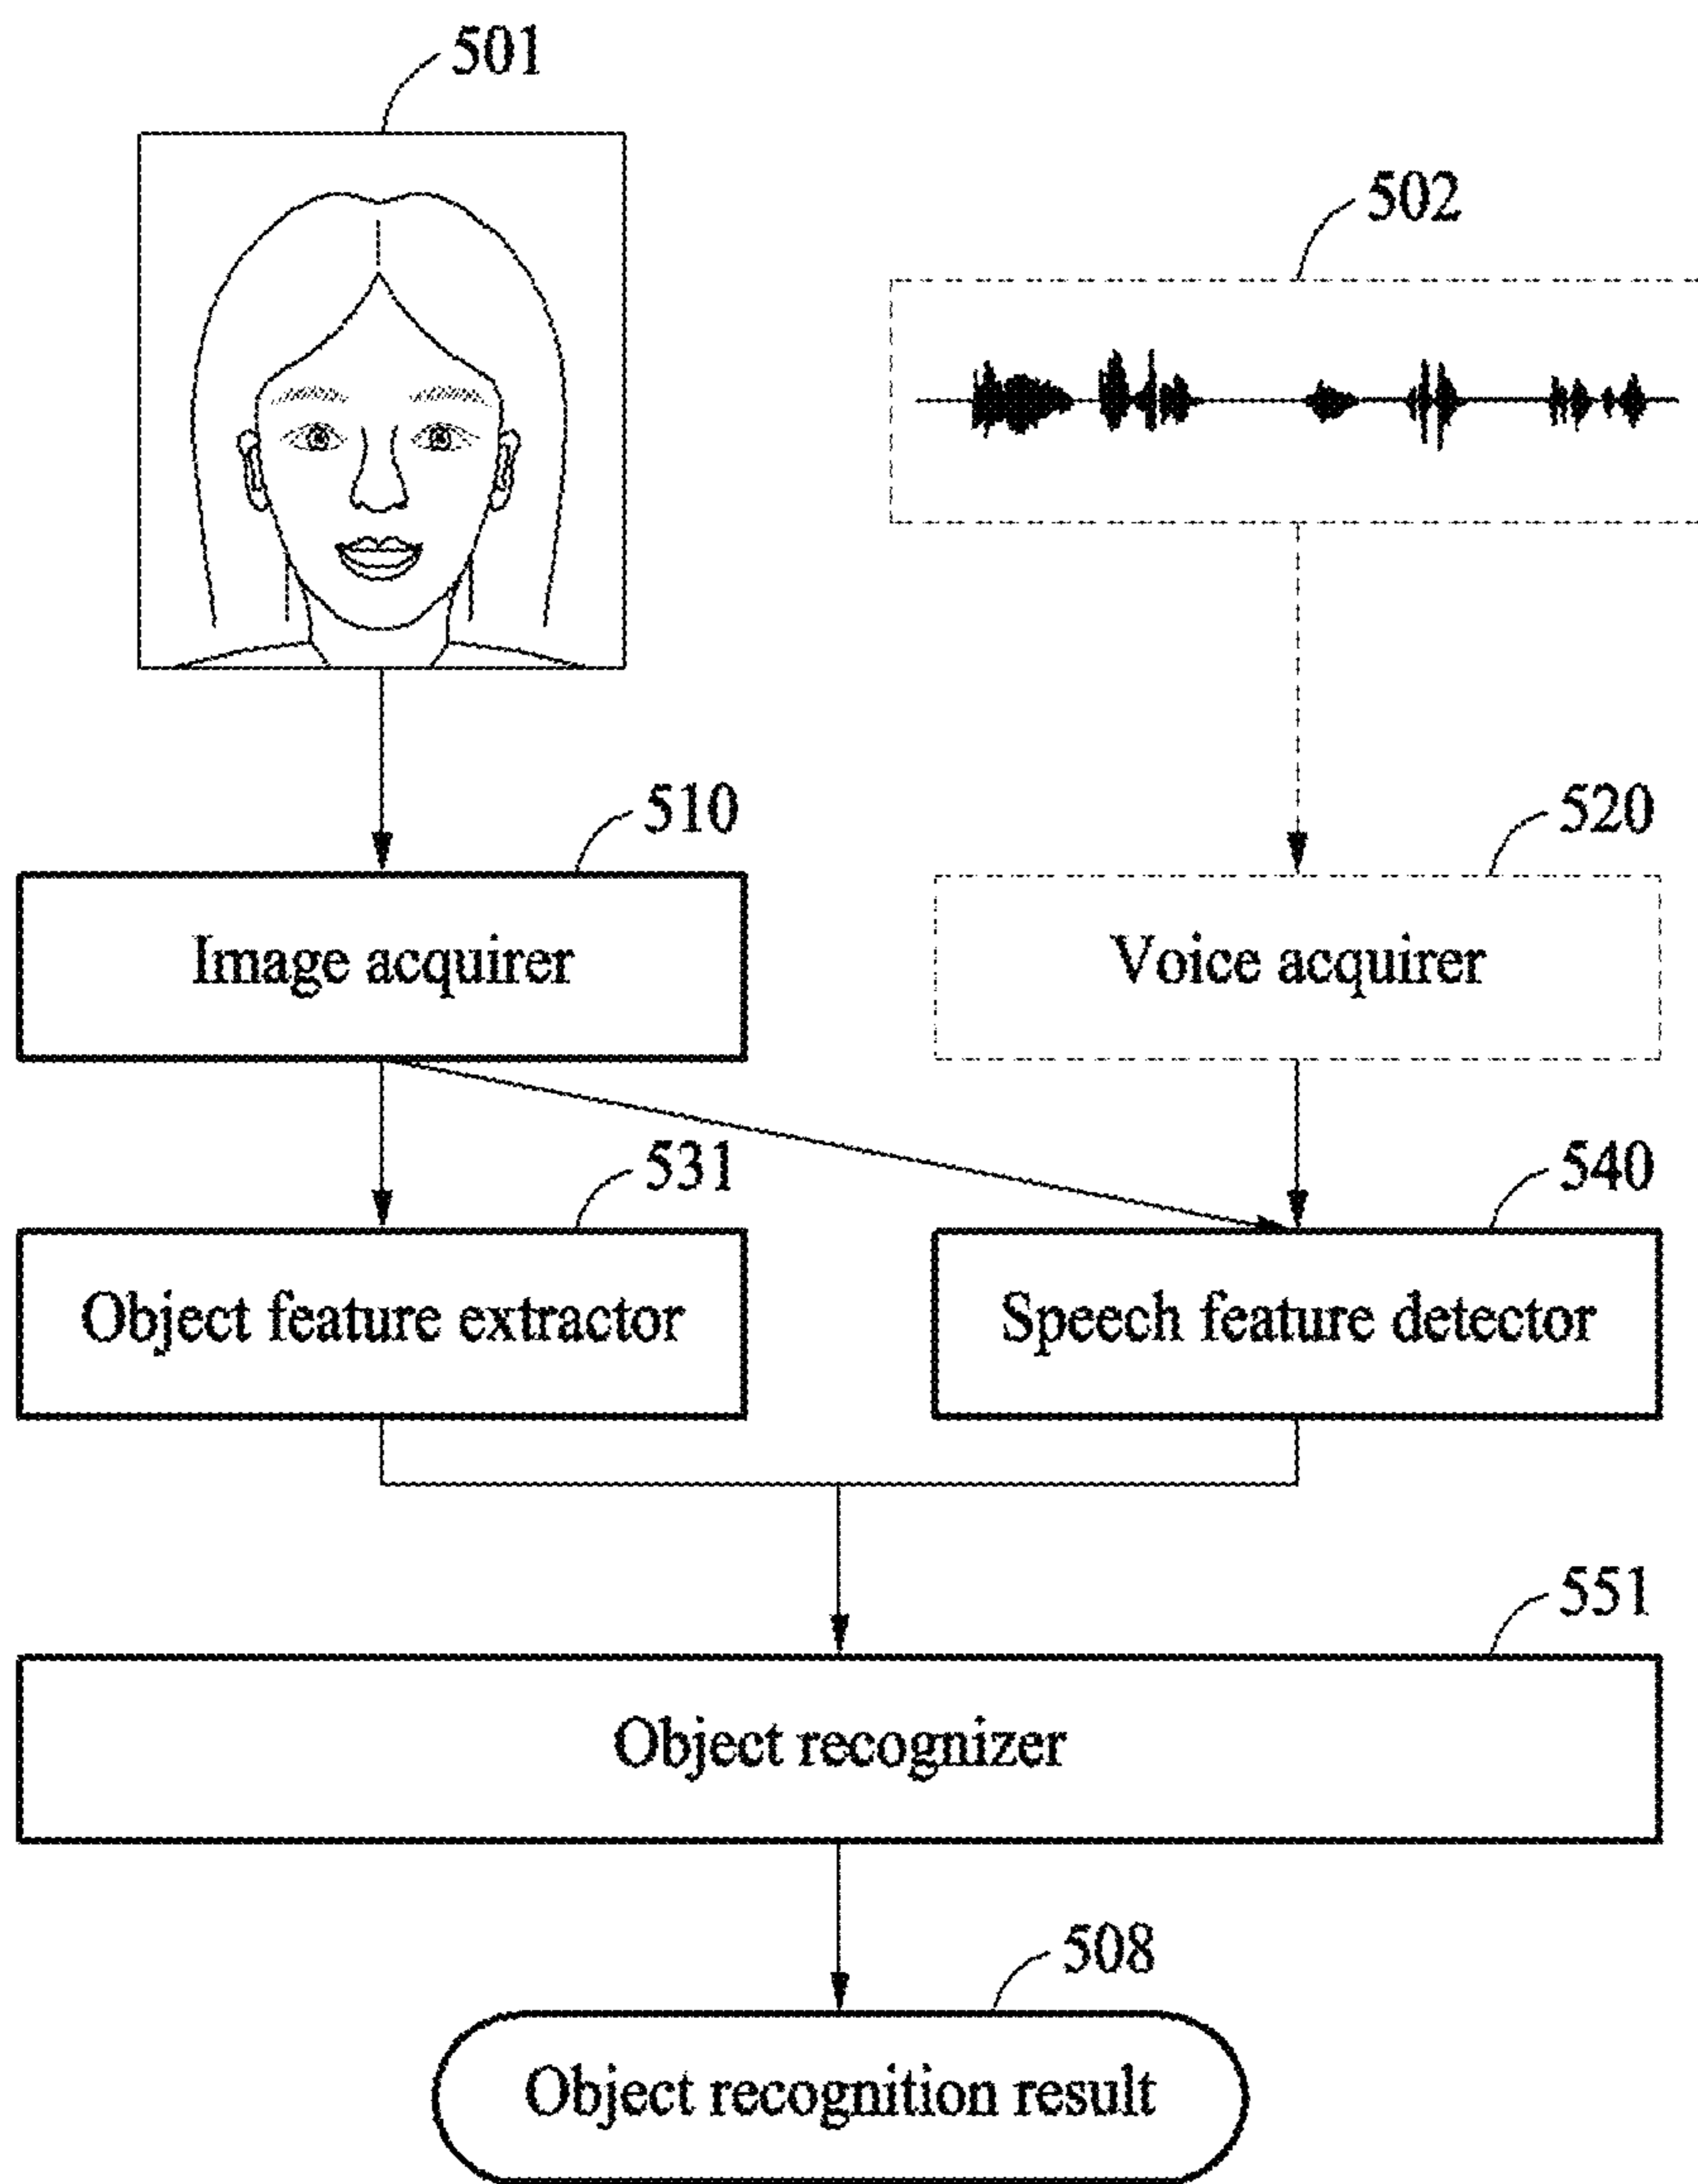 501
502
510
520
Image acquirer
Voice acquirer
531
540
Object feature extractor
Speech feature detector
551
Object recognizer
508
Object recognition result